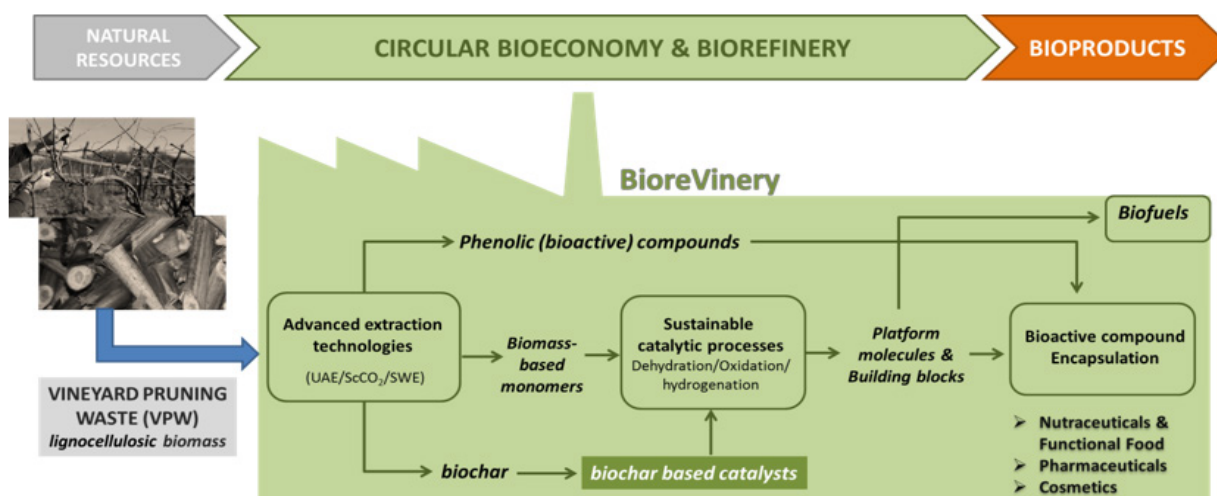 NATURAL
RESOURCES
CIRCULAR BIOECONOMY & BIOREFINERY
BIOPRODUCTS
BioreVinery
Biofuels
Phenolic (bioactive) compounds
Advanced extraction
technologies
(UAE/ScCO₂/SWE)
Biomass-
based
monomers
Sustainable
catalytic processes
Dehydration/Oxidation/
hydrogenation
Platform
molecules &
Building blocks
Bioactive compound
Encapsulation
VINEYARD PRUNING
WASTE (VPW)
lignocellulosic biomass
biochar
biochar based catalysts
➢ Nutraceuticals &
Functional Food
➢ Pharmaceuticals
➢ Cosmetics